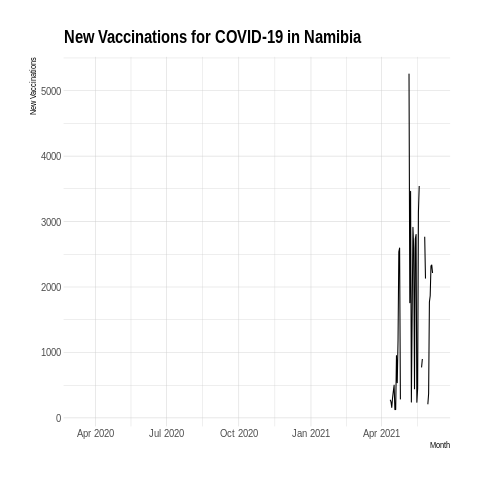 New Vaccinations for COVID-19 in Namibia
New Vaccinations
5000
4000
3000
2000
1000
0
Apr 2020 Jul 2020 Oct 2020 Jan 2021 Apr 2021
Month